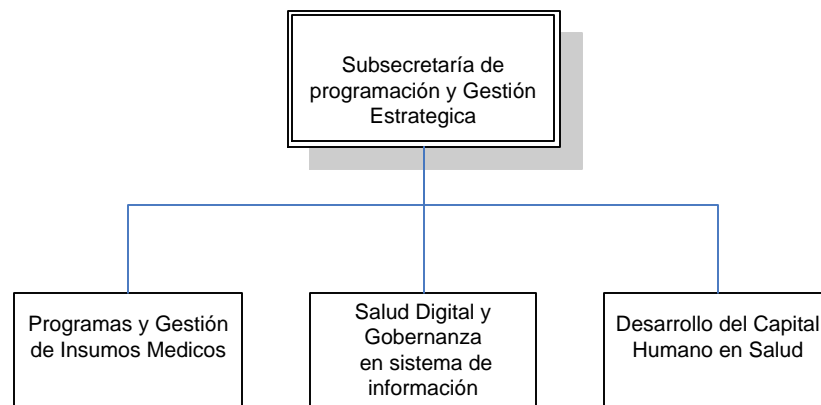 Subsecretaría de
programación y Gestión
Estrategica
Programas y Gestión
de Insumos Medicos
Salud Digital y
Gobernanza
en sistema de
información
Desarrollo del Capital
Humano en Salud